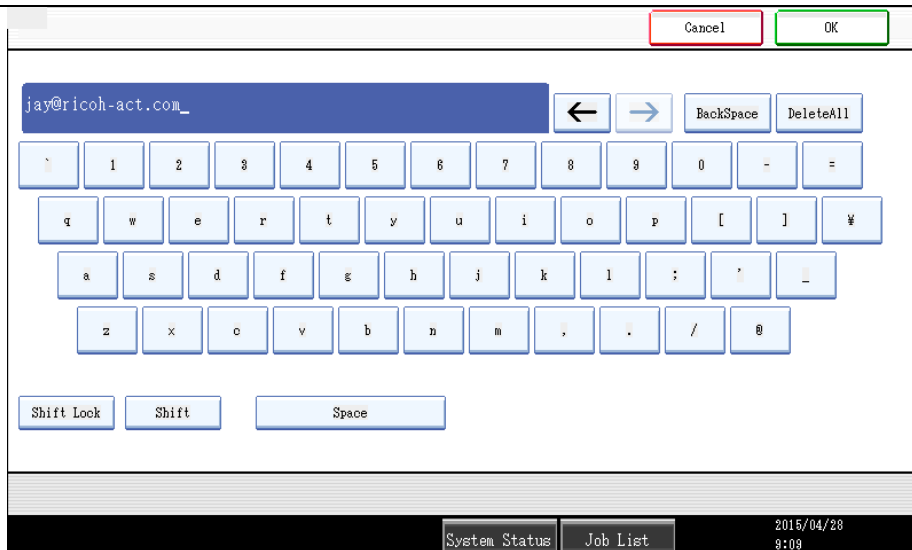 Cancel OK
jay@ricoh-act.com_ ← → BackSpace DeleteAll
` 1 2 3 4 5 6 7 8 9 0 - =
q w e r t y u i o p [ ] ¥
a s d f g h j k l ; ' _
z x c v b n m , . / @
Shift Lock Shift Space
2015/04/28
System Status Job List 9:09